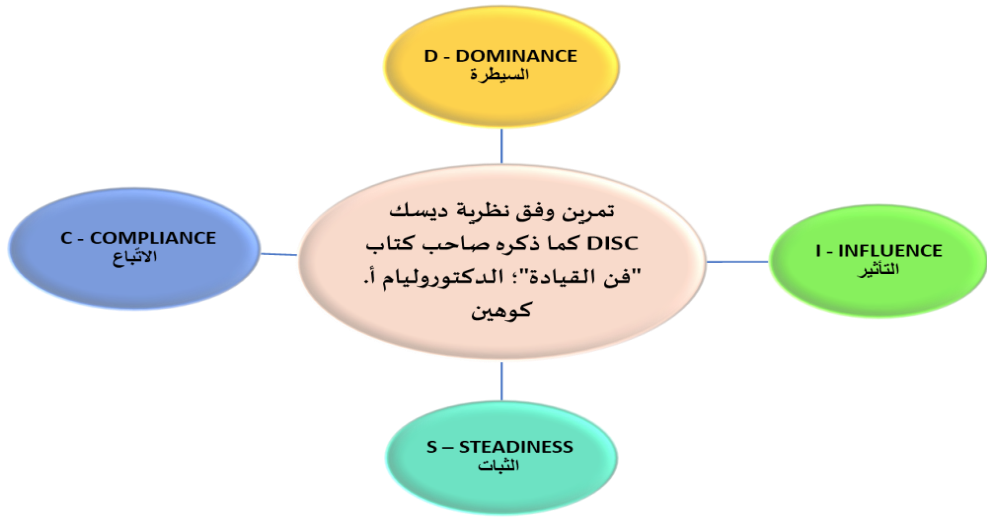 D - DOMINANCE
السيطرة
تمرين وفق نظرية ديسك
DISC كما ذكره صاحب كتاب
"فن القيادة"؛ الدكتوروليام أ.
كوهين
C - COMPLIANCE
الاتّباع
I - INFLUENCE
التأثير
S – STEADINESS
الثبات